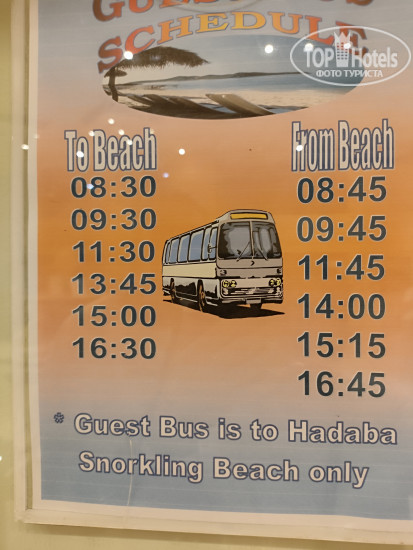 GUEST BUS
SCHEDULE
TOP Hotels
ФОТО ТУРИСТА
To Beach
08:30
09:30
11:30
13:45
15:00
16:30
From Beach
08:45
09:45
11:45
14:00
15:15
16:45
* Guest Bus is to Hadaba
Snorkling Beach only